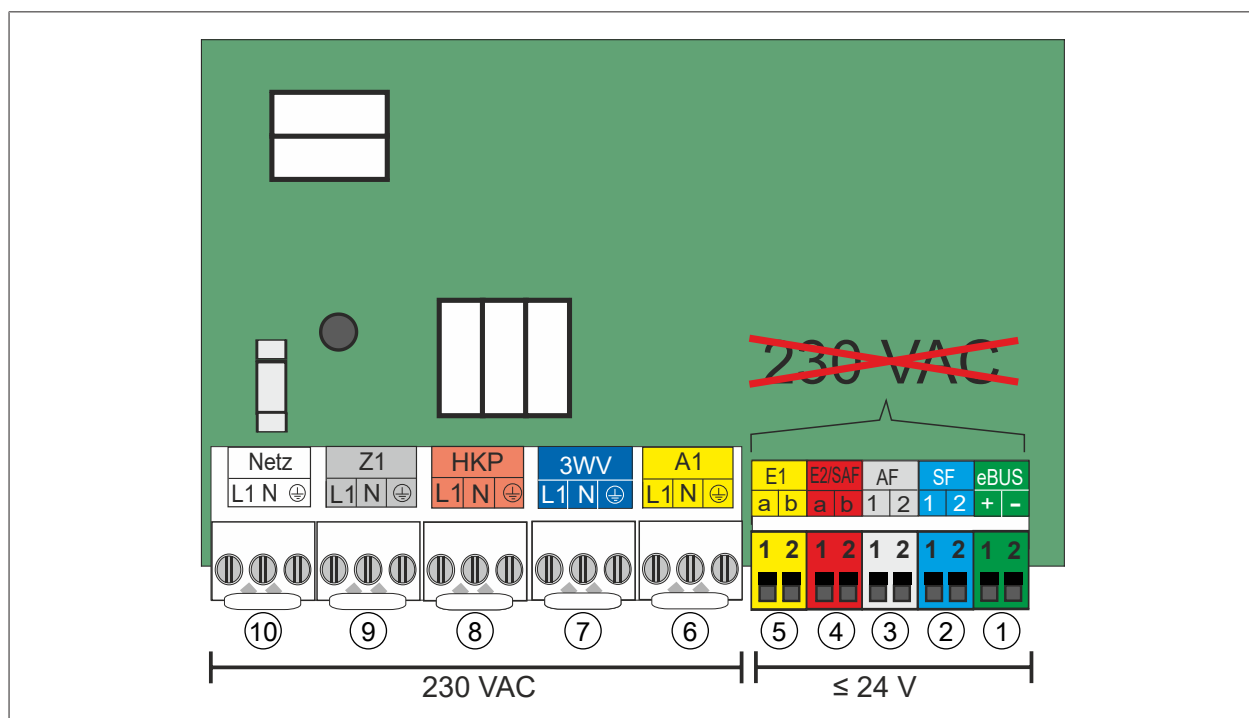 230 VAC
Netz Z1 HKP 3WV A1
L1 N L1 N L1 N L1 N L1 N
E1 E2/SAF AF SF eBUS
a b a b 1 2 1 2 + -
1 2 1 2 1 2 1 2 1 2
10 9 8 7 6 5 4 3 2 1
230 VAC ≤ 24 V